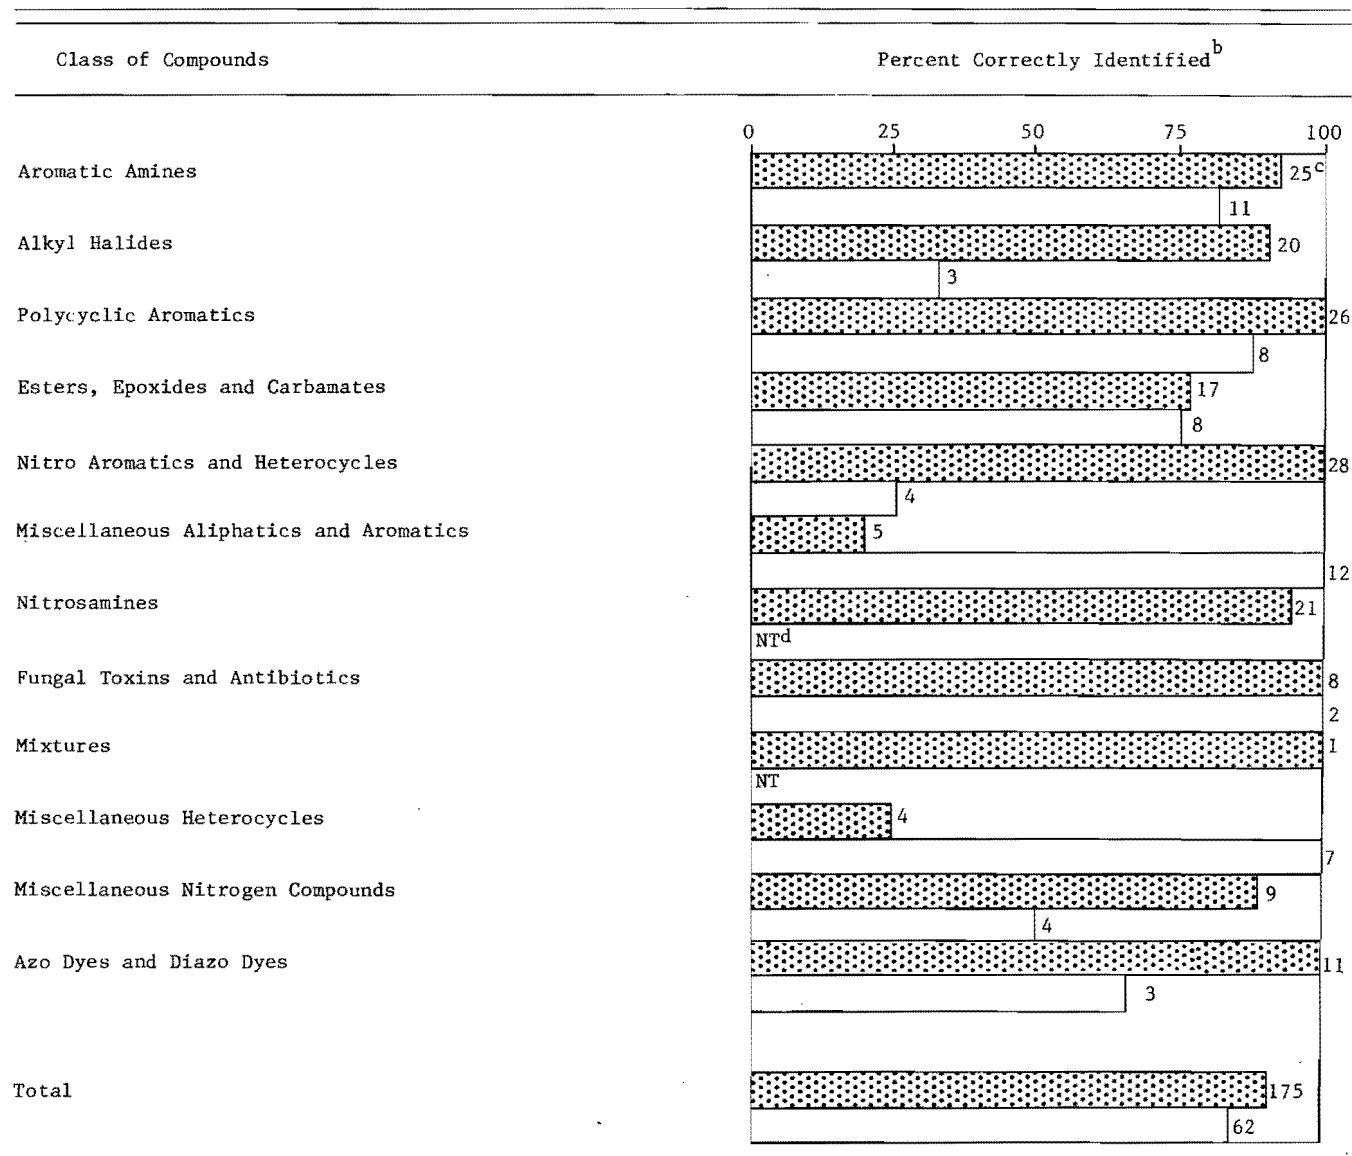 Class of Compounds Percent Correctly Identified^b
0 25 50 75 100
Aromatic Amines 25^c
11
Alkyl Halides 20
3
Polycyclic Aromatics 26
8
Esters, Epoxides and Carbamates 17
8
Nitro Aromatics and Heterocycles 28
4
Miscellaneous Aliphatics and Aromatics 5
12
Nitrosamines 21
NT^d
Fungal Toxins and Antibiotics 8
2
Mixtures 1
NT
Miscellaneous Heterocycles 4
7
Miscellaneous Nitrogen Compounds 9
4
Azo Dyes and Diazo Dyes 11
3
Total 175
62